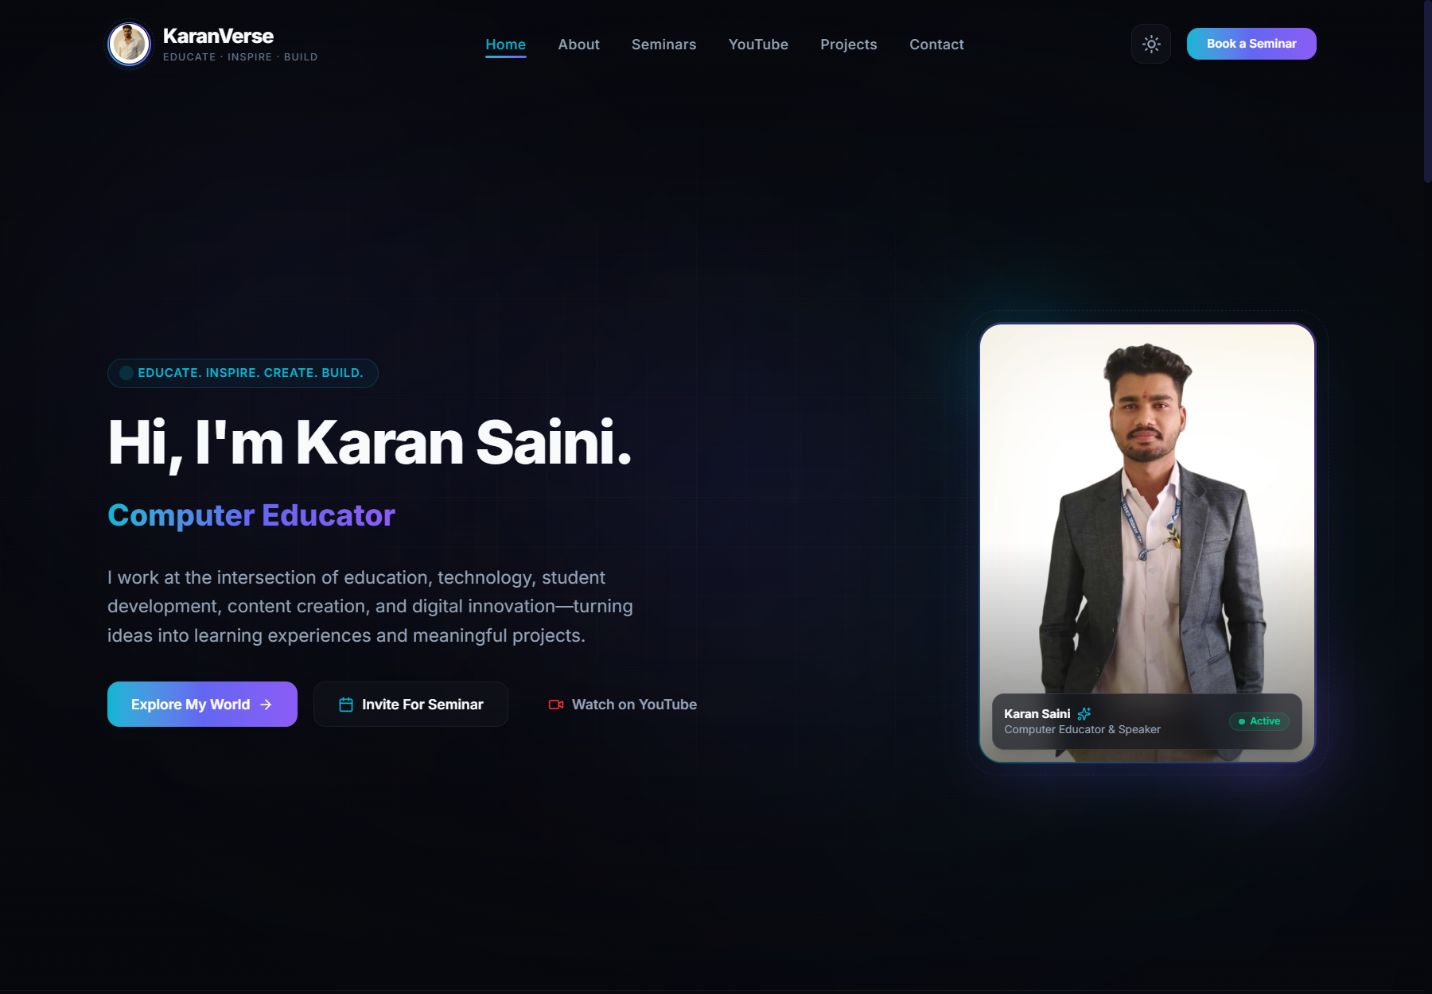 KaranVerse
EDUCATE · INSPIRE · BUILD
Home
About
Seminars
YouTube
Projects
Contact
Book a Seminar
EDUCATE. INSPIRE. CREATE. BUILD.
Hi, I'm Karan Saini.
Computer Educator
I work at the intersection of education, technology, student
development, content creation, and digital innovation—turning
ideas into learning experiences and meaningful projects.
Explore My World →
Invite For Seminar
Watch on YouTube
Karan Saini
Computer Educator & Speaker
Active